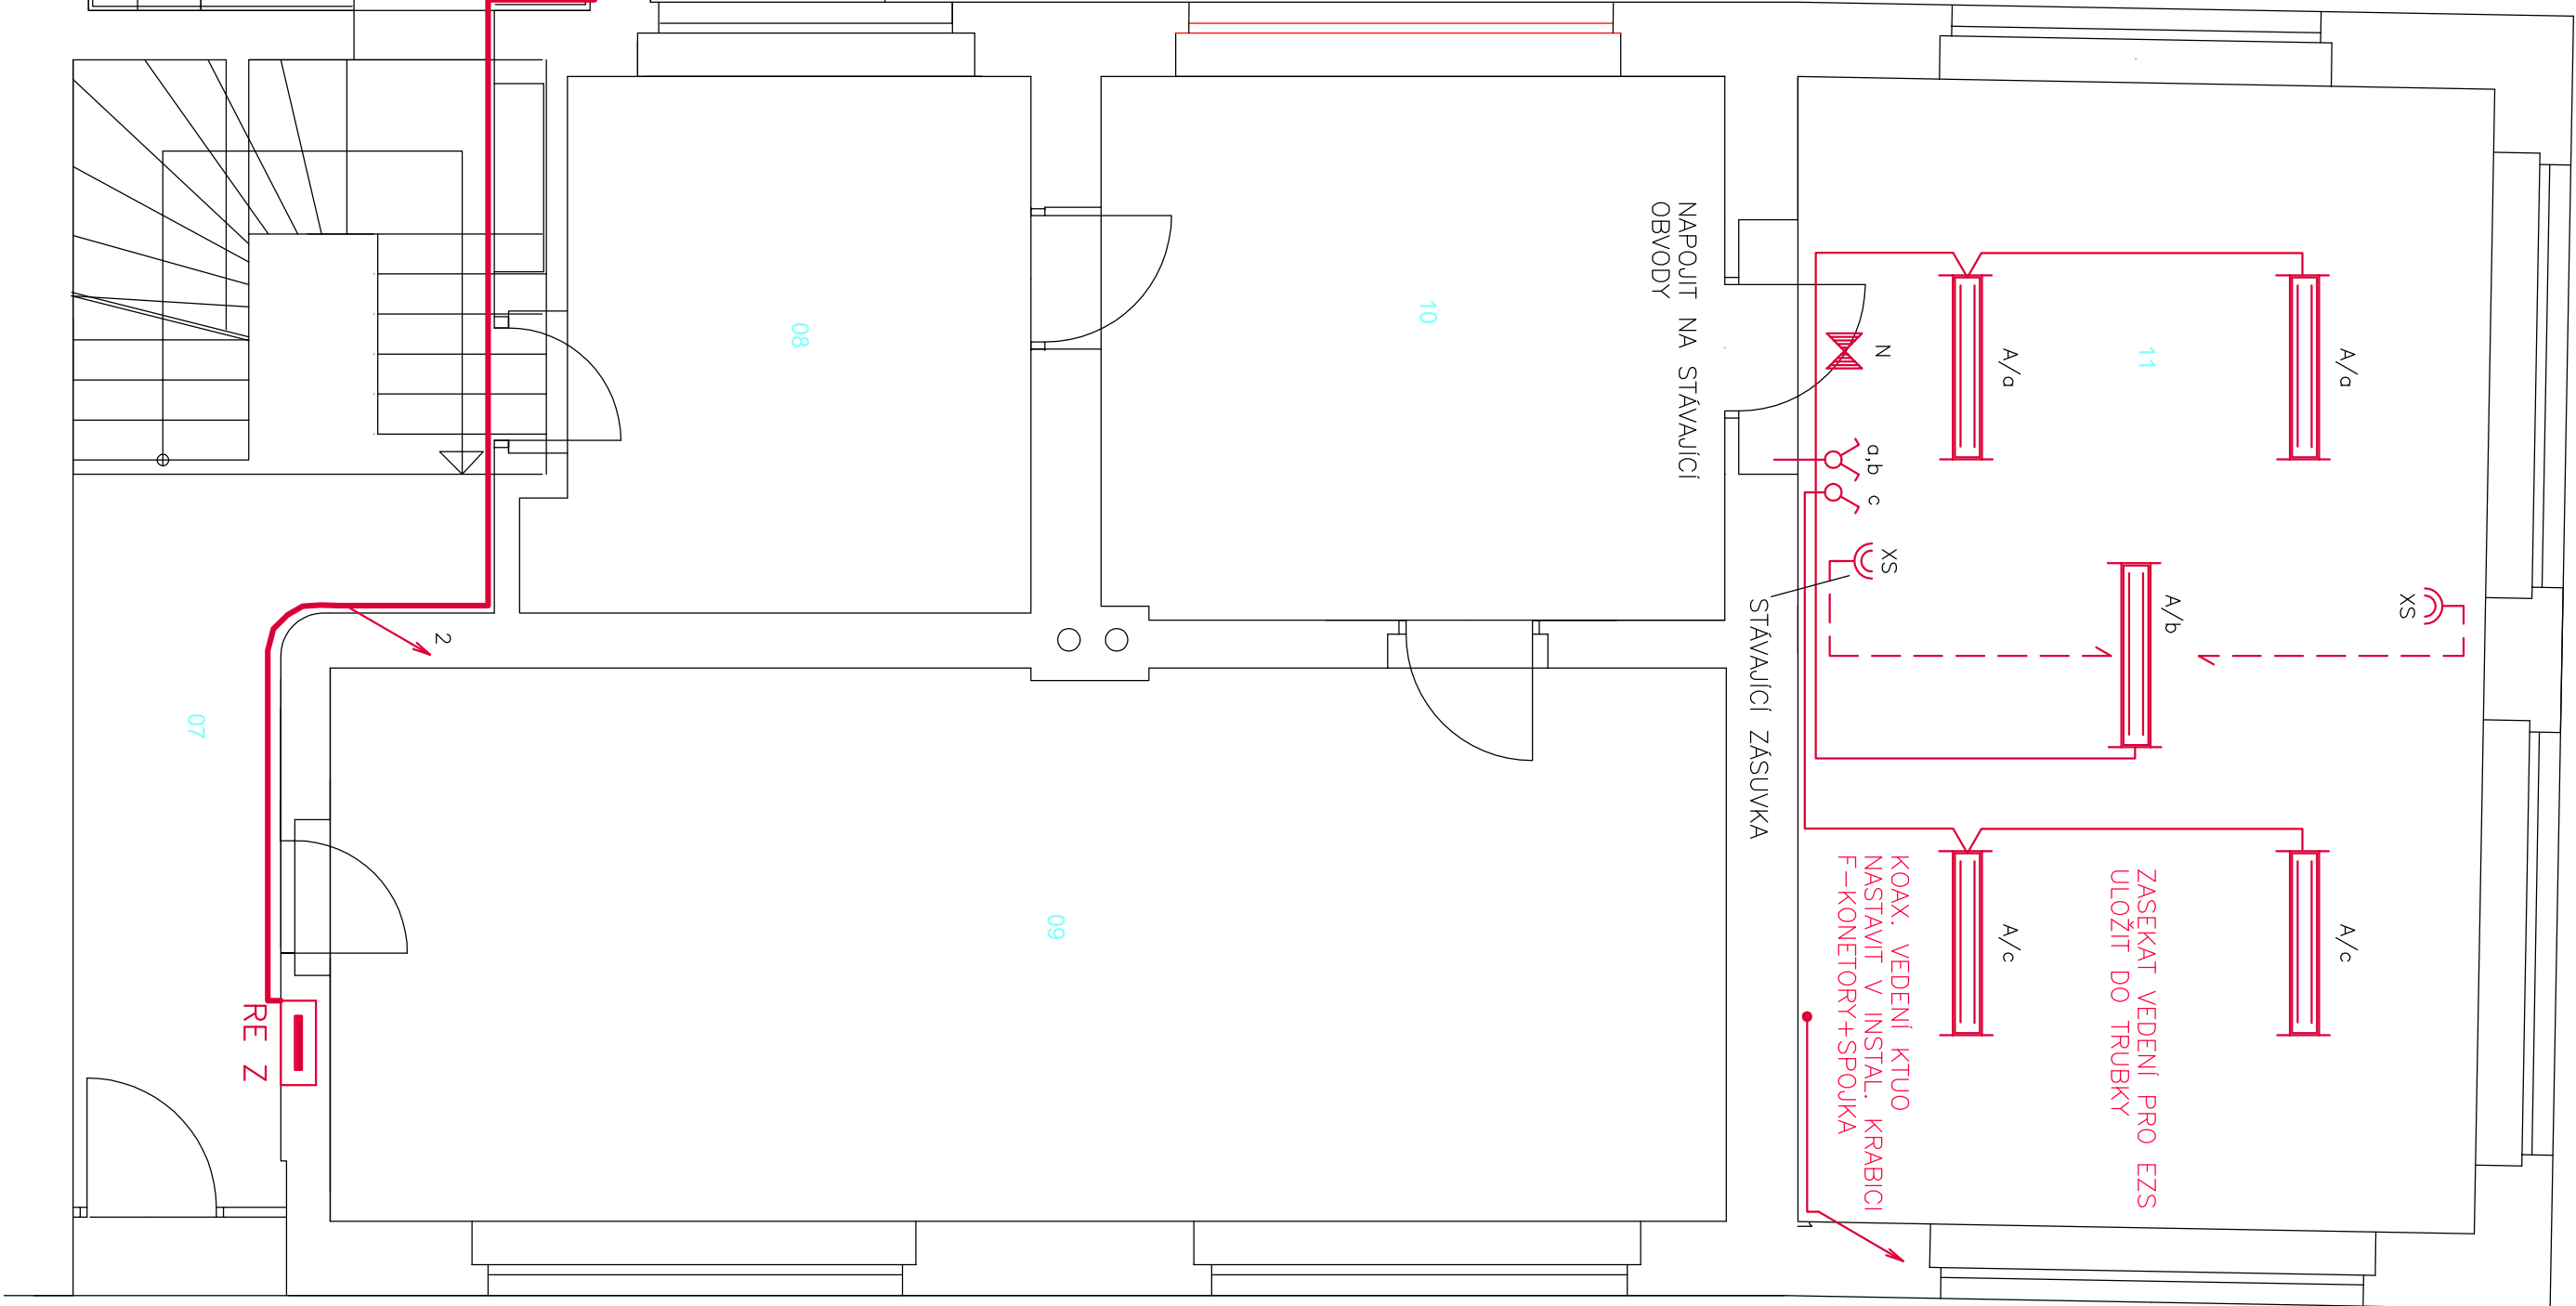 NAPOJIT NA STÁVAJÍCÍ
OBVODY
10
08
07
09
11
N
A/a
A/a
a,b
c
XS
XS
A/b
STÁVAJÍCÍ ZÁSUVKA
A/c
A/c
KOAX. VEDENÍ KTUO
NASTAVIT V INSTAL. KRABICI
F-KONETORY+SPOJKA
ZASEKAT VEDENÍ PRO EZS
ULOŽIT DO TRUBKY
2
RE Z
1